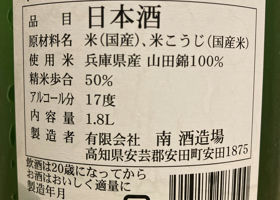 品目 日本酒
原材料名 米(国産)、米こうじ(国産米)
使用米 兵庫県産 山田錦100%
精米歩合 50%
アルコール分 17度
内容量 1.8L
製造者 有限会社 南 酒造場
高知県安芸郡安田町安田1875
飲酒は20歳になってから
お酒はおいしく適量に
製造年月